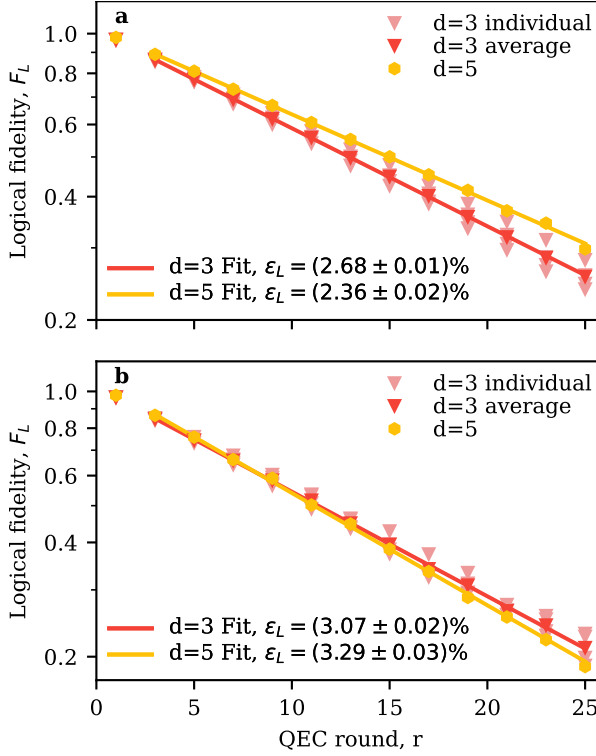 a
Logical fidelity, F_L
1.0
0.8
0.6
0.4
0.2
d=3 individual
d=3 average
d=5
d=3 Fit, ε_L = (2.68 ± 0.01)%
d=5 Fit, ε_L = (2.36 ± 0.02)%
b
Logical fidelity, F_L
1.0
0.8
0.6
0.4
0.2
d=3 individual
d=3 average
d=5
d=3 Fit, ε_L = (3.07 ± 0.02)%
d=5 Fit, ε_L = (3.29 ± 0.03)%
0 5 10 15 20 25
QEC round, r